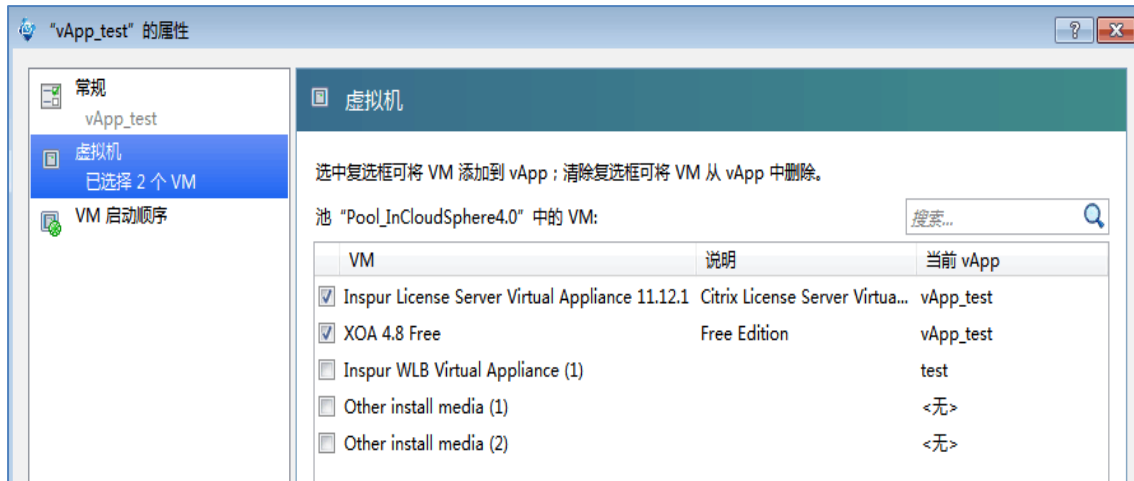 “vApp_test” 的属性
常规
vApp_test
虚拟机
已选择 2 个 VM
VM 启动顺序
虚拟机
选中复选框可将 VM 添加到 vApp；清除复选框可将 VM 从 vApp 中删除。
池 “Pool_InCloudSphere4.0” 中的 VM:
搜索...
VM 说明 当前 vApp
Inspur License Server Virtual Appliance 11.12.1 Citrix License Server Virtua... vApp_test
XOA 4.8 Free Free Edition vApp_test
Inspur WLB Virtual Appliance (1) test
Other install media (1) <无>
Other install media (2) <无>